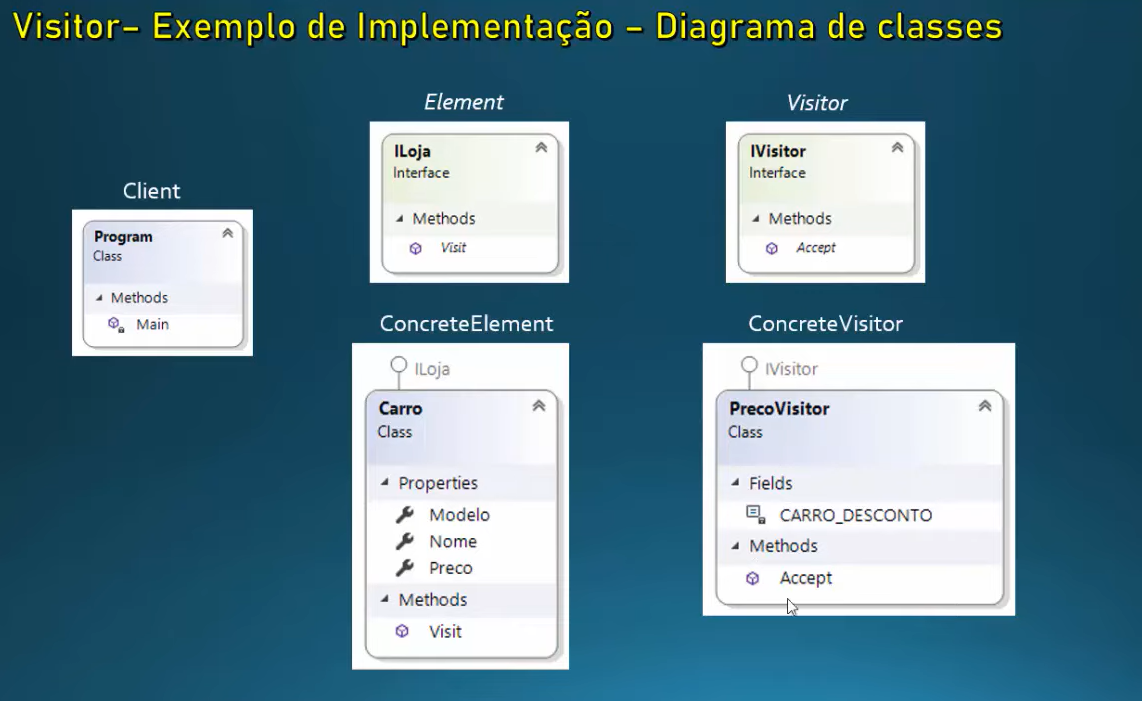 Visitor– Exemplo de Implementação – Diagrama de classes
Client
Program
Class
Methods
Main
Element
ILoja
Interface
Methods
Visit
Visitor
IVisitor
Interface
Methods
Accept
ConcreteElement
ILoja
Carro
Class
Properties
Modelo
Nome
Preco
Methods
Visit
ConcreteVisitor
IVisitor
PrecoVisitor
Class
Fields
CARRO_DESCONTO
Methods
Accept